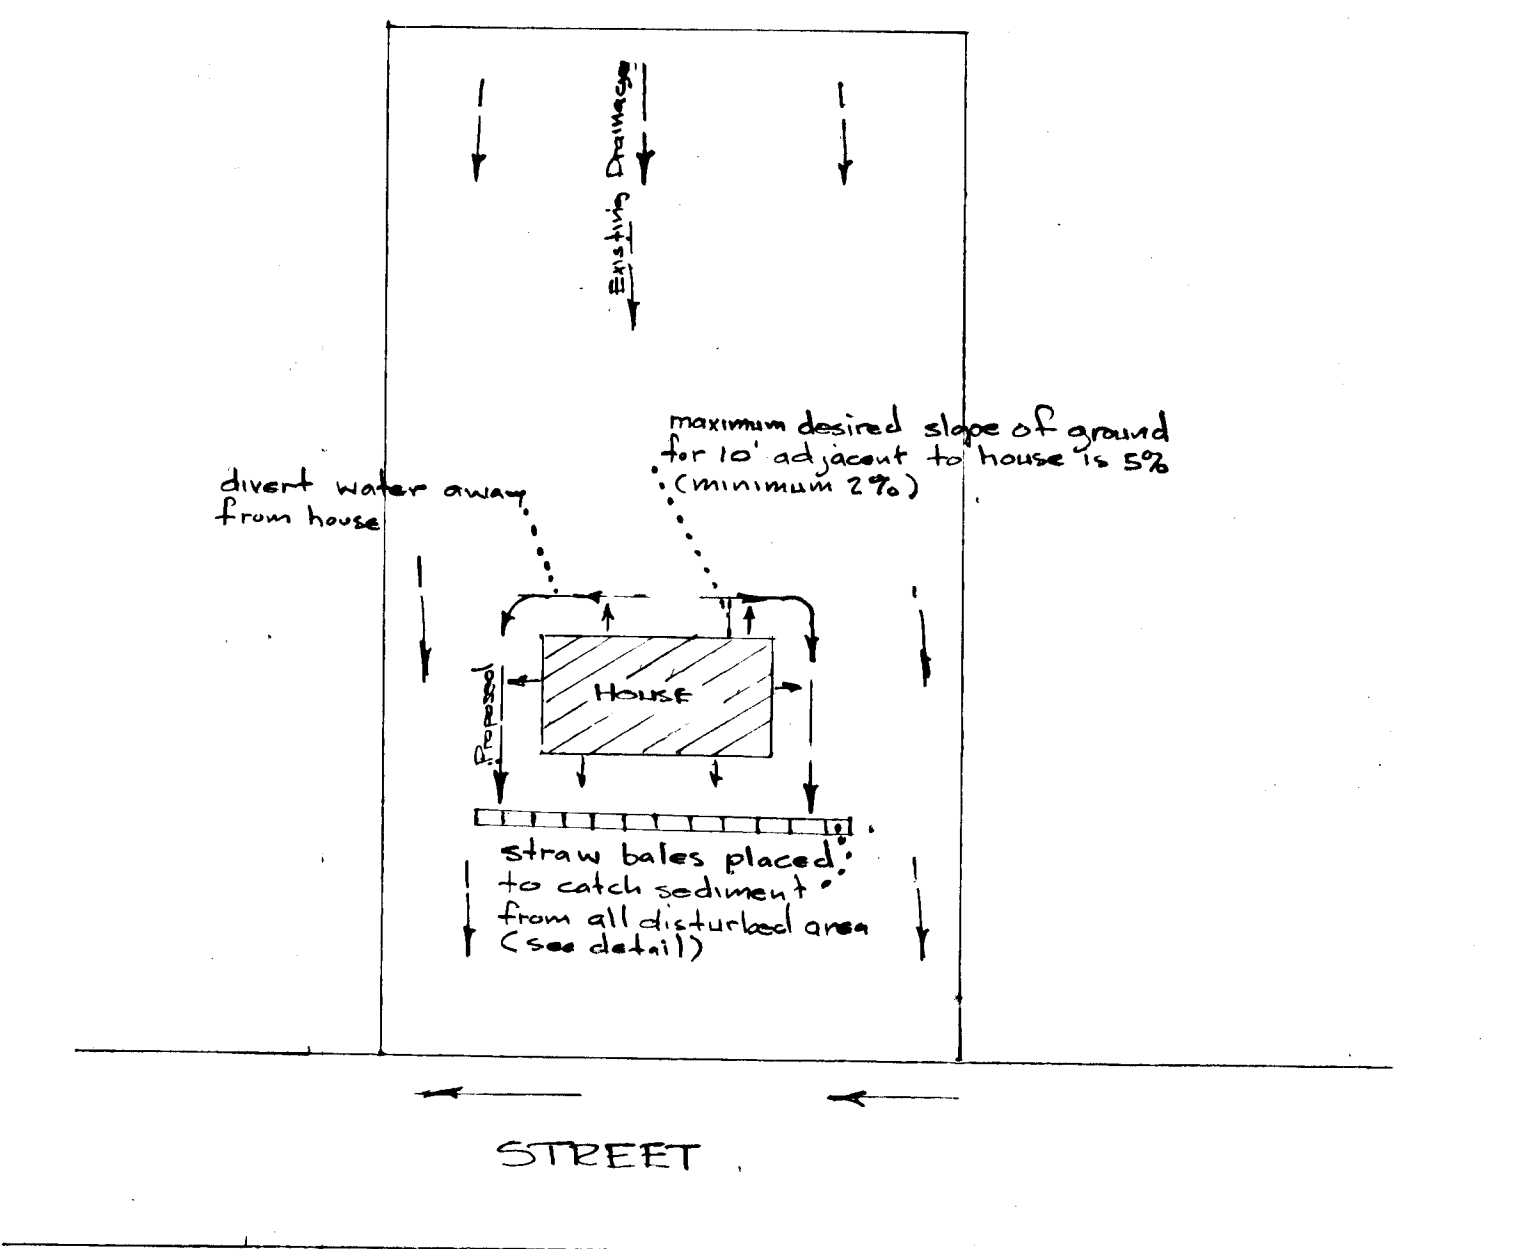 Existing Drainage
maximum desired slope of ground
for 10' adjacent to house is 5%
(minimum 2%)
divert water away
from house
Proposed
HOUSE
straw bales placed
to catch sediment
from all disturbed area
(see detail)
STREET